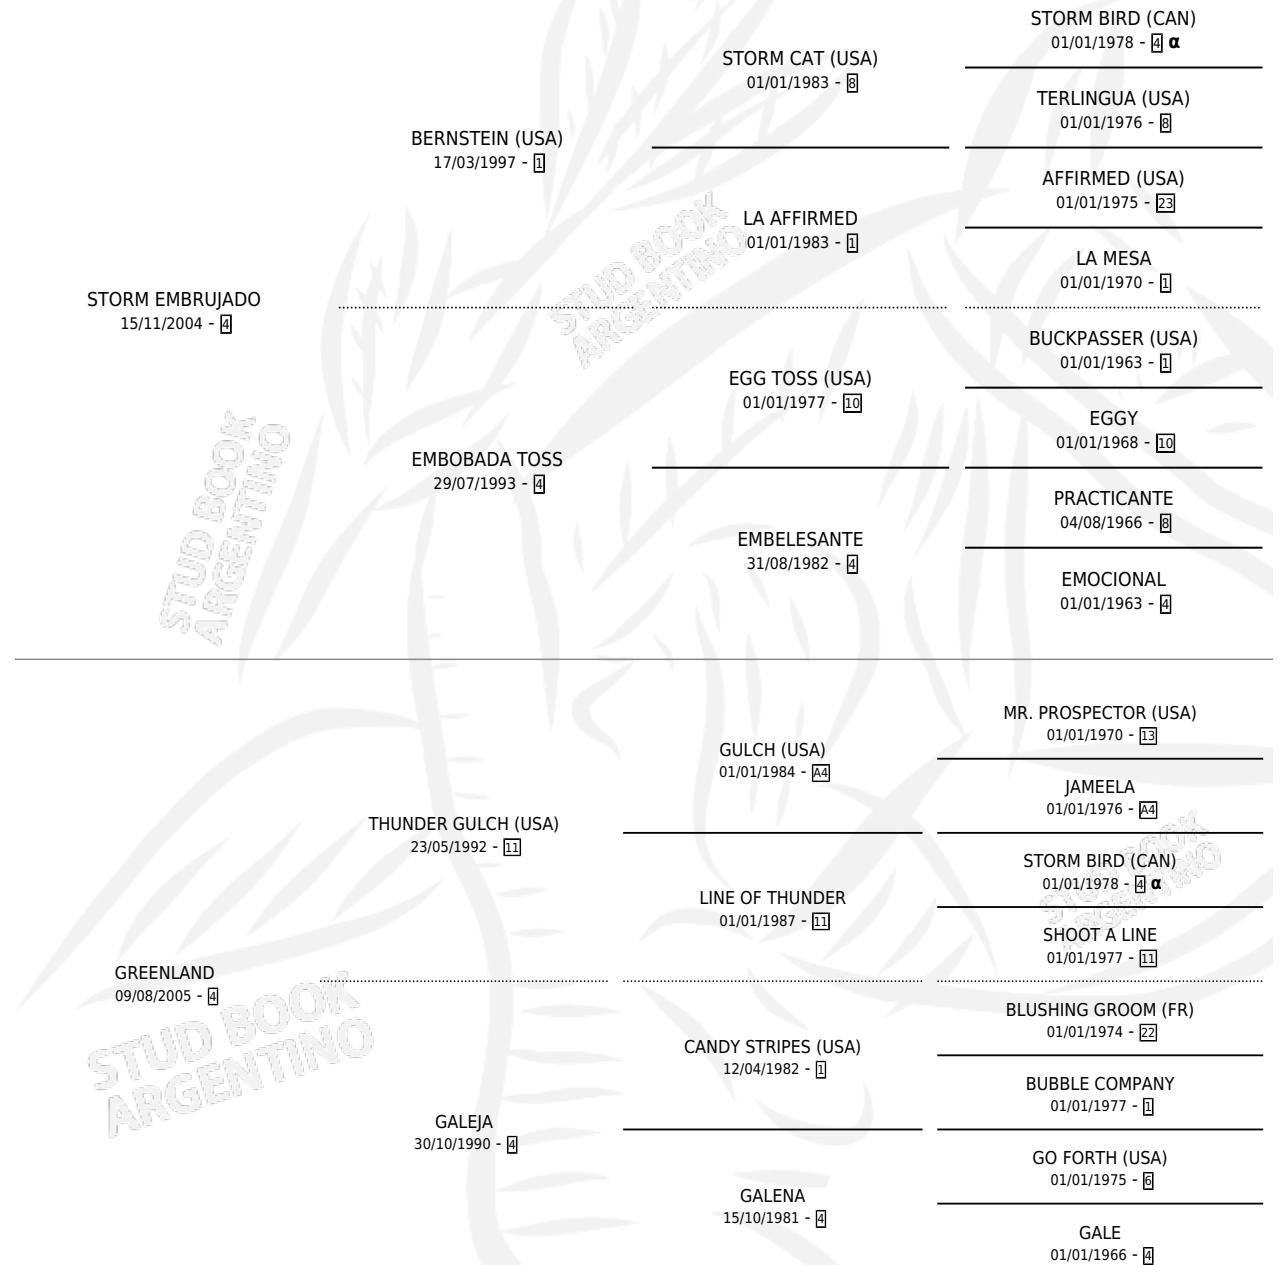 STORM BIRD (CAN)
01/01/1978 - 4 α
STORM CAT (USA)
01/01/1983 - 8
TERLINGUA (USA)
01/01/1976 - 8
BERNSTEIN (USA)
17/03/1997 - 1
AFFIRMED (USA)
01/01/1975 - 23
LA AFFIRMED
01/01/1983 - 1
LA MESA
01/01/1970 - 1
STORM EMBRUJADO
15/11/2004 - 4
BUCKPASSER (USA)
01/01/1963 - 1
EGG TOSS (USA)
01/01/1977 - 10
EGGY
01/01/1968 - 10
EMBOBADA TOSS
29/07/1993 - 4
PRACTICANTE
04/08/1966 - 8
EMBELESANTE
31/08/1982 - 4
EMOCIONAL
01/01/1963 - 4
MR. PROSPECTOR (USA)
01/01/1970 - 13
GULCH (USA)
01/01/1984 - A4
JAMEELA
01/01/1976 - A4
THUNDER GULCH (USA)
23/05/1992 - 11
STORM BIRD (CAN)
01/01/1978 - 4 α
LINE OF THUNDER
01/01/1987 - 11
SHOOT A LINE
01/01/1977 - 11
GREENLAND
09/08/2005 - 4
BLUSHING GROOM (FR)
01/01/1974 - 22
CANDY STRIPES (USA)
12/04/1982 - 1
BUBBLE COMPANY
01/01/1977 - 1
GALEJA
30/10/1990 - 4
GO FORTH (USA)
01/01/1975 - 6
GALENA
15/10/1981 - 4
GALE
01/01/1966 - 4
STUD BOOK
ARGENTINO
STUD BOOK
ARGENTINO
STUD BOOK
ARGENTINO
STUD BOOK
ARGENTINO